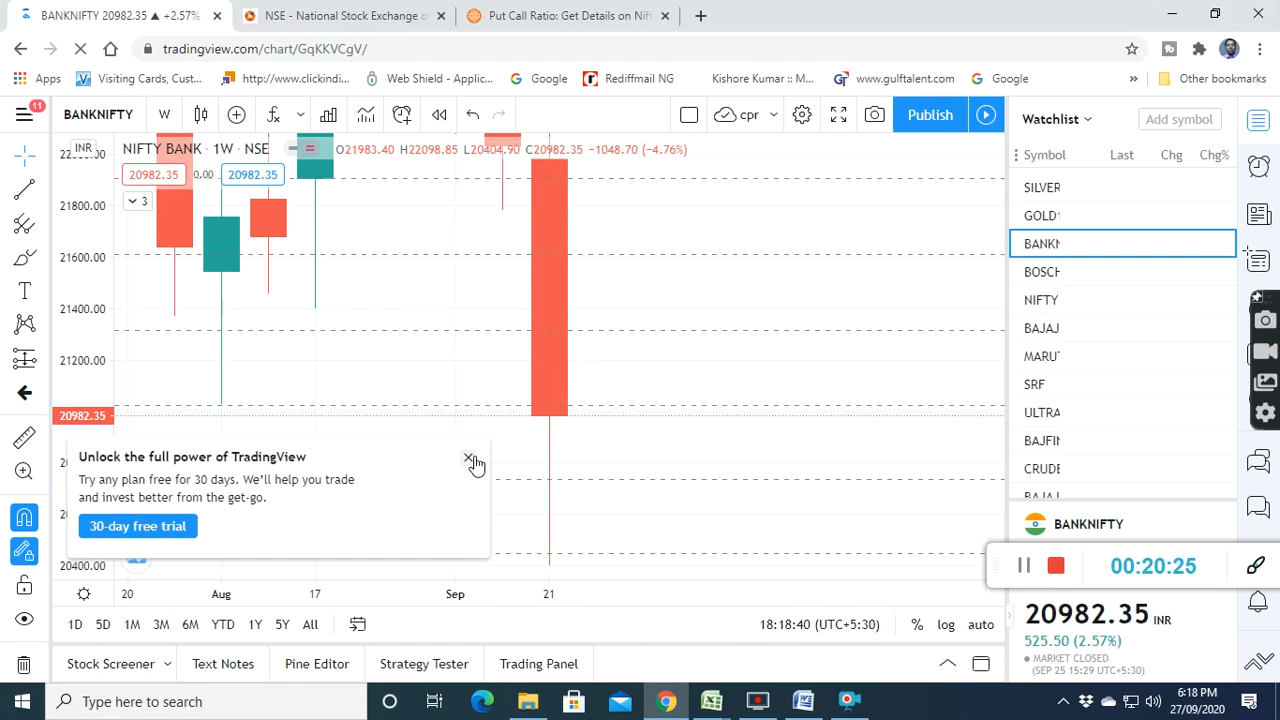 BANKNIFTY 20982.35 ▲ +2.57%
NSE - National Stock Exchange o
Put Call Ratio: Get Details on Nift
tradingview.com/chart/GqKKVCgV/
Apps
Visiting Cards, Cust...
http://www.clickindi...
Web Shield - Applic...
Google
Rediffmail NG
Kishore Kumar :: M...
www.gulftalent.com
Google
»
Other bookmarks
11
BANKNIFTY
W
cpr
Publish
Watchlist
Add symbol
INR
NIFTY BANK · 1W · NSE
O21983.40 H22098.85 L20404.90 C20982.35 −1048.70 (−4.76%)
Symbol Last Chg Chg%
20982.35
0,00
20982.35
3
21800.00
21600.00
21400.00
21200.00
20982.35
20400.00
SILVER
GOLD1
BANKN
BOSCH
NIFTY
BAJAJ
MARUT
SRF
ULTRA
BAJFIN
CRUDE
BAJAJ
Unlock the full power of TradingView
Try any plan free for 30 days. We'll help you trade
and invest better from the get-go.
30-day free trial
BANKNIFTY
00:20:25
20 Aug 17 Sep 21
20982.35 INR
525.50 (2.57%)
MARKET CLOSED
(SEP 25 15:29 UTC+5:30)
1D 5D 1M 3M 6M YTD 1Y 5Y All
18:18:40 (UTC+5:30)
% log auto
Stock Screener
Text Notes
Pine Editor
Strategy Tester
Trading Panel
Type here to search
6:18 PM
27/09/2020